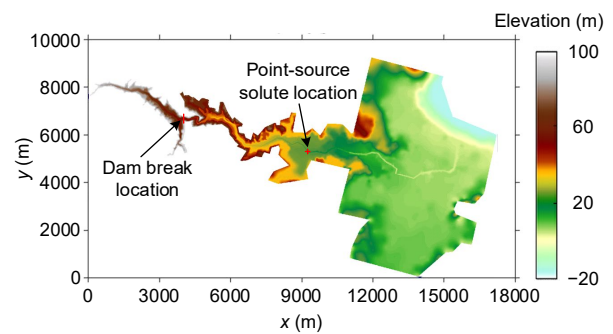 Elevation (m)
10000
8000
6000
4000
2000
0
y (m)
Point-source
solute location
Dam break
location
100
60
20
−20
0
3000
6000
9000
12000
15000
18000
x (m)